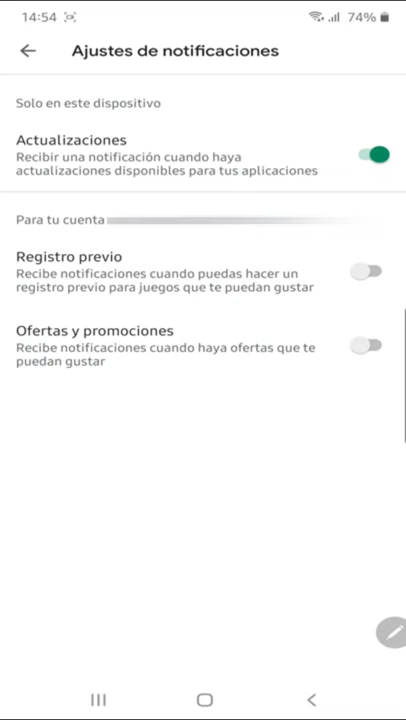 14:54 74%
Ajustes de notificaciones
Solo en este dispositivo
Actualizaciones
Recibir una notificación cuando haya
actualizaciones disponibles para tus aplicaciones
Para tu cuenta
Registro previo
Recibe notificaciones cuando puedas hacer un
registro previo para juegos que te puedan gustar
Ofertas y promociones
Recibe notificaciones cuando haya ofertas que te
puedan gustar